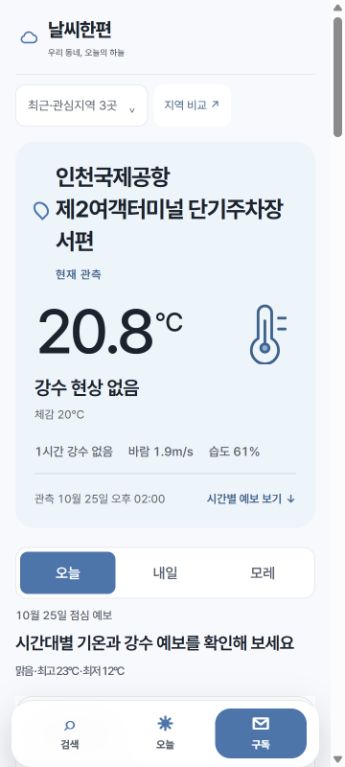 날씨한편
우리 동네, 오늘의 하늘
최근·관심지역 3곳
지역 비교 ↗
인천국제공항
제2여객터미널 단기주차장
서편
현재 관측
20.8℃
강수 현상 없음
체감 20℃
1시간 강수 없음 바람 1.9m/s 습도 61%
관측 10월 25일 오후 02:00 시간별 예보 보기 ↓
오늘 내일 모레
10월 25일 점심 예보
시간대별 기온과 강수 예보를 확인해 보세요
맑음·최고 23℃·최저 12℃
검색 오늘 구독